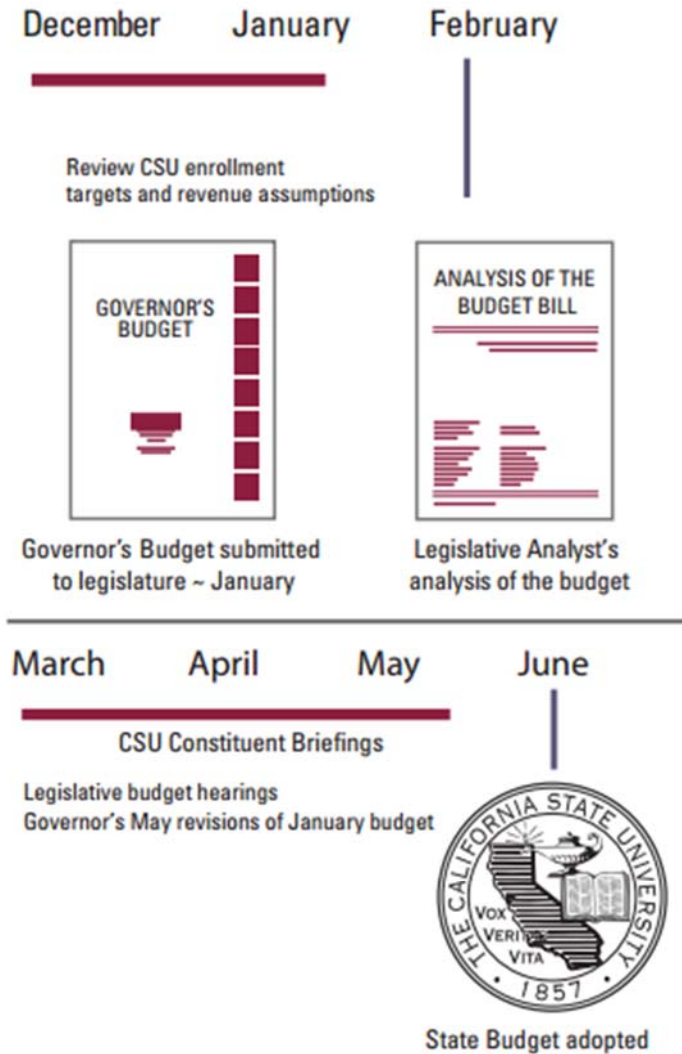 December January February
Review CSU enrollment
targets and revenue assumptions
GOVERNOR'S
BUDGET
ANALYSIS OF THE
BUDGET BILL
Governor's Budget submitted
to legislature ~ January
Legislative Analyst's
analysis of the budget
March April May June
CSU Constituent Briefings
Legislative budget hearings
Governor's May revisions of January budget
THE CALIFORNIA STATE UNIVERSITY
VOX
VERITAS
VITA
• 1857 •
State Budget adopted